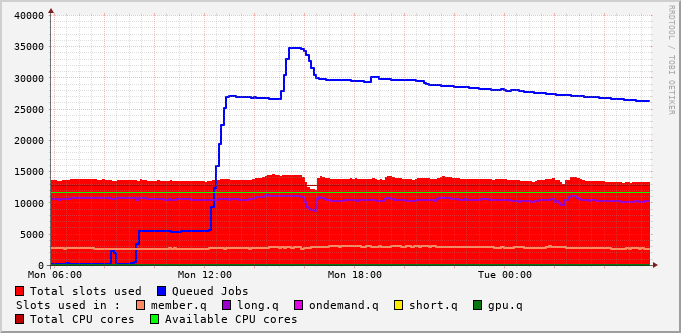 RRDTOOL / TOBI OETIKER
40000
35000
30000
25000
20000
15000
10000
5000
0
Mon 06:00 Mon 12:00 Mon 18:00 Tue 00:00
Total slots used Queued Jobs
Slots used in : member.q long.q ondemand.q short.q gpu.q
Total CPU cores Available CPU cores